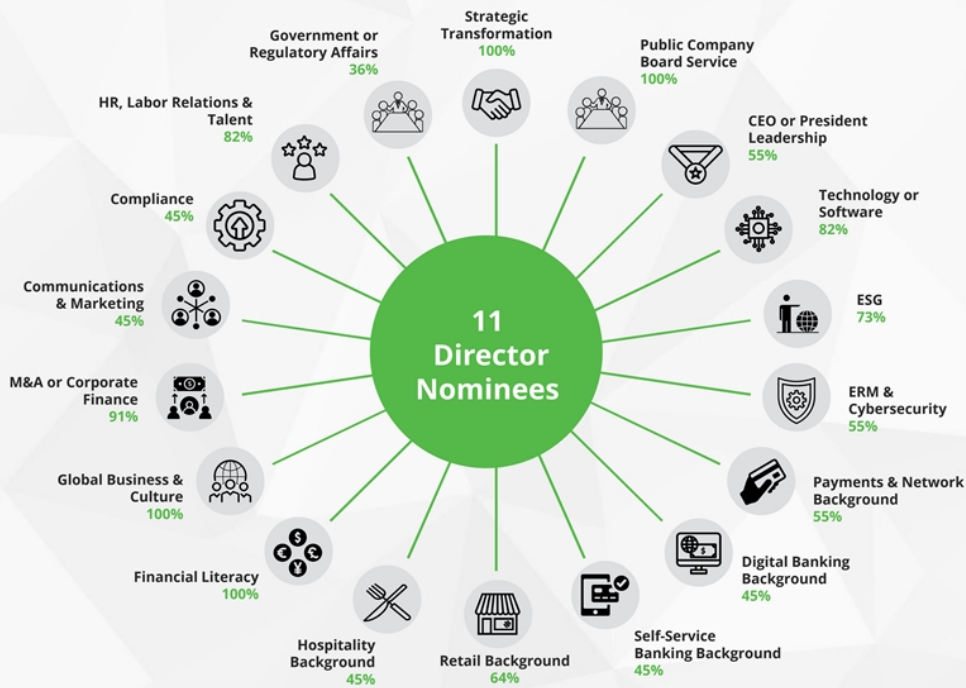 Strategic
Transformation
100%
Public Company
Board Service
100%
CEO or President
Leadership
55%
Technology or
Software
82%
ESG
73%
ERM &
Cybersecurity
55%
Payments & Network
Background
55%
Digital Banking
Background
45%
Self-Service
Banking Background
45%
Retail Background
64%
Hospitality
Background
45%
Financial Literacy
100%
Global Business &
Culture
100%
M&A or Corporate
Finance
91%
Communications
& Marketing
45%
Compliance
45%
HR, Labor Relations &
Talent
82%
Government or
Regulatory Affairs
36%
11
Director
Nominees